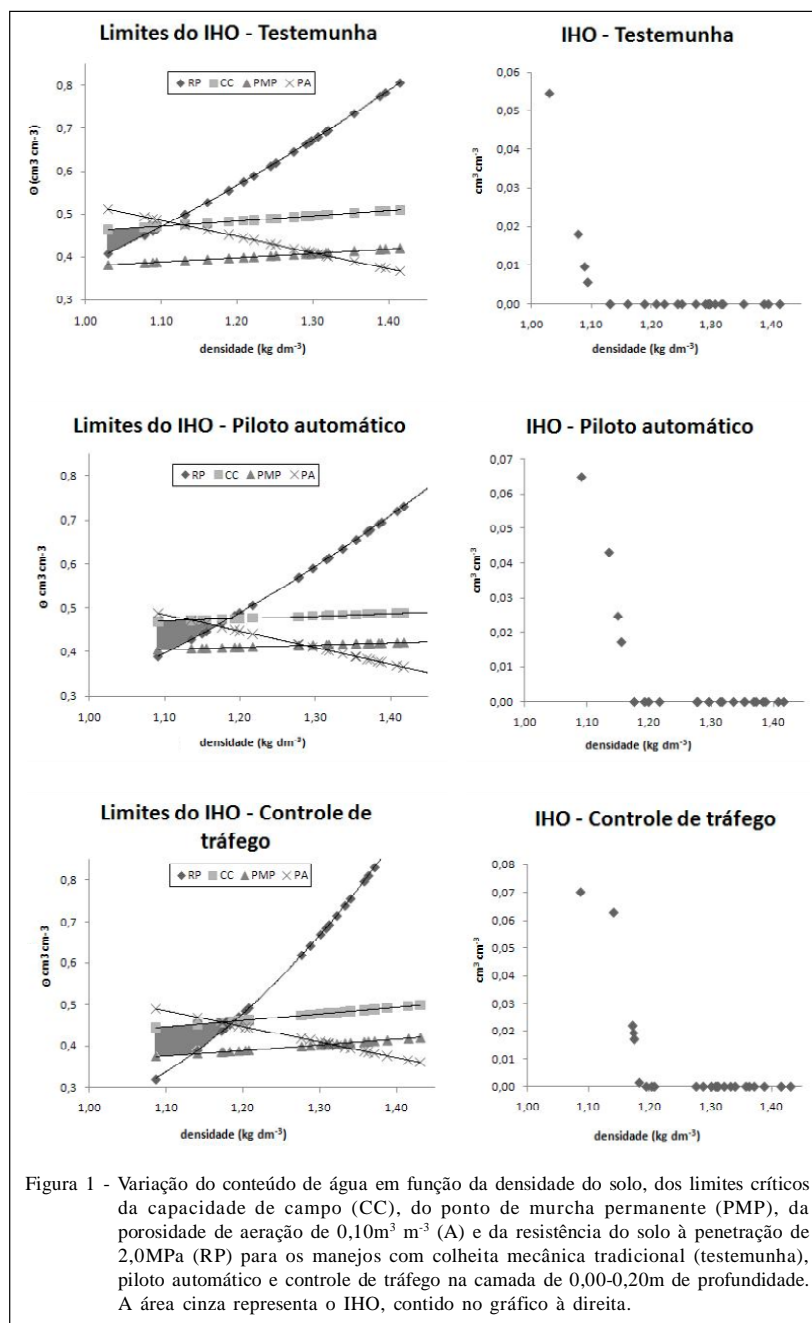 Limites do IHO - Testemunha
RP CC PMP PA
Θ (cm3 cm-3)
0,8
0,7
0,6
0,5
0,4
0,3
1.00 1.10 1.20 1.30 1.40
densidade (kg dm⁻³)
IHO - Testemunha
cm³ cm⁻³
0,06
0,05
0,04
0,03
0,02
0,01
0,00
1,00 1,10 1,20 1,30 1,40
densidade (kg dm⁻³)
Limites do IHO - Piloto automático
RP CC PMP PA
Θ cm3 cm-3
0,8
0,7
0,6
0,5
0,4
0,3
1,00 1,10 1,20 1,30 1,40
densidade (kg dm⁻³)
IHO - Piloto automático
cm³ cm⁻³
0,07
0,06
0,05
0,04
0,03
0,02
0,01
0,00
1,00 1,10 1,20 1,30 1,40
densidade (kg dm⁻³)
Limites do IHO - Controle de
tráfego
RP CC PMP PA
Θ cm3 cm-3
0,8
0,7
0,6
0,5
0,4
0,3
1,00 1,10 1,20 1,30 1,40
densidade (kg dm⁻³)
IHO - Controle de tráfego
cm³ cm⁻³
0,08
0,07
0,06
0,05
0,04
0,03
0,02
0,01
0,00
1,00 1,10 1,20 1,30 1,40
densidade (kg dm⁻³)
Figura 1 - Variação do conteúdo de água em função da densidade do solo, dos limites críticos
da capacidade de campo (CC), do ponto de murcha permanente (PMP), da
porosidade de aeração de 0,10m³ m⁻³ (A) e da resistência do solo à penetração de
2,0MPa (RP) para os manejos com colheita mecânica tradicional (testemunha),
piloto automático e controle de tráfego na camada de 0,00-0,20m de profundidade.
A área cinza representa o IHO, contido no gráfico à direita.